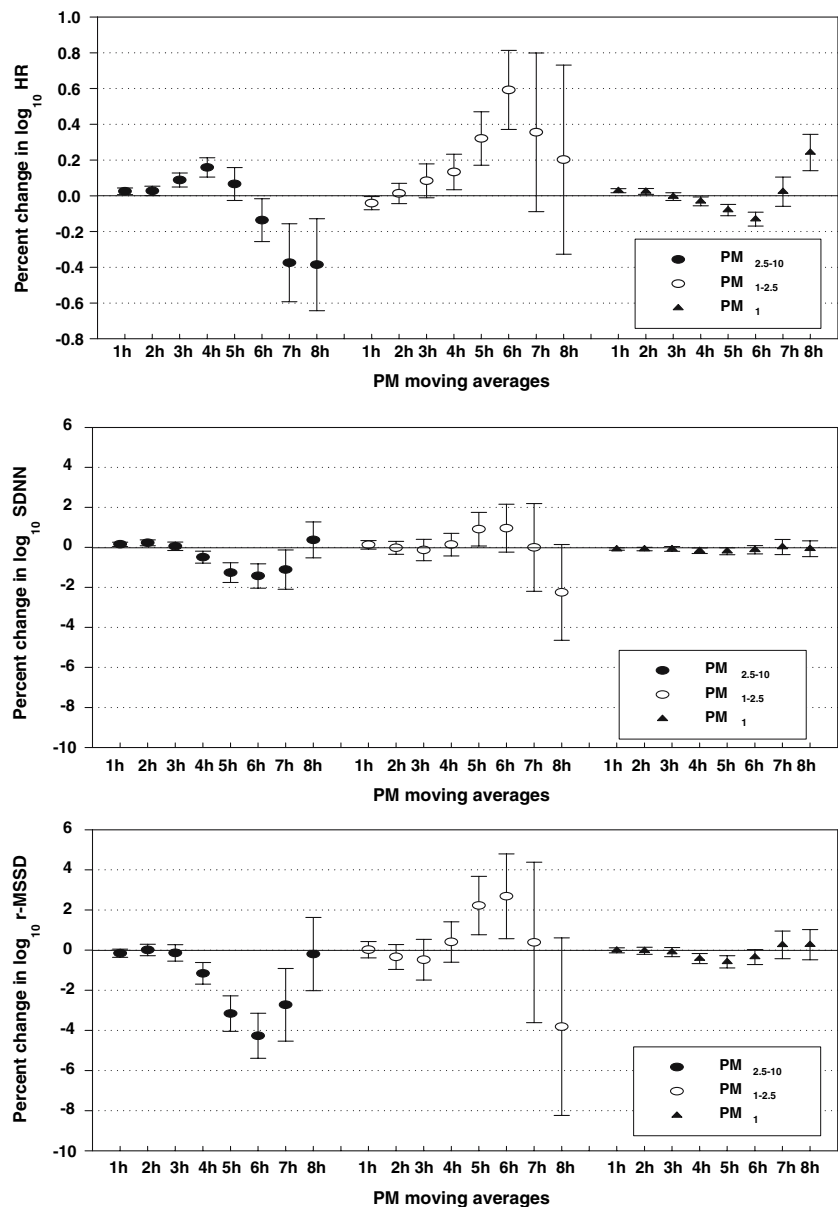 Percent change in log10 HR
1.0
0.8
0.6
0.4
0.2
0.0
-0.2
-0.4
-0.6
-0.8
PM 2.5-10
PM 1-2.5
PM 1
1h 2h 3h 4h 5h 6h 7h 8h 1h 2h 3h 4h 5h 6h 7h 8h 1h 2h 3h 4h 5h 6h 7h 8h
PM moving averages
Percent change in log10 SDNN
6
4
2
0
-2
-4
-6
-8
-10
PM 2.5-10
PM 1-2.5
PM 1
1h 2h 3h 4h 5h 6h 7h 8h 1h 2h 3h 4h 5h 6h 7h 8h 1h 2h 3h 4h 5h 6h 7h 8h
PM moving averages
Percent change in log10 r-MSSD
6
4
2
0
-2
-4
-6
-8
-10
PM 2.5-10
PM 1-2.5
PM 1
1h 2h 3h 4h 5h 6h 7h 8h 1h 2h 3h 4h 5h 6h 7h 8h 1h 2h 3h 4h 5h 6h 7h 8h
PM moving averages